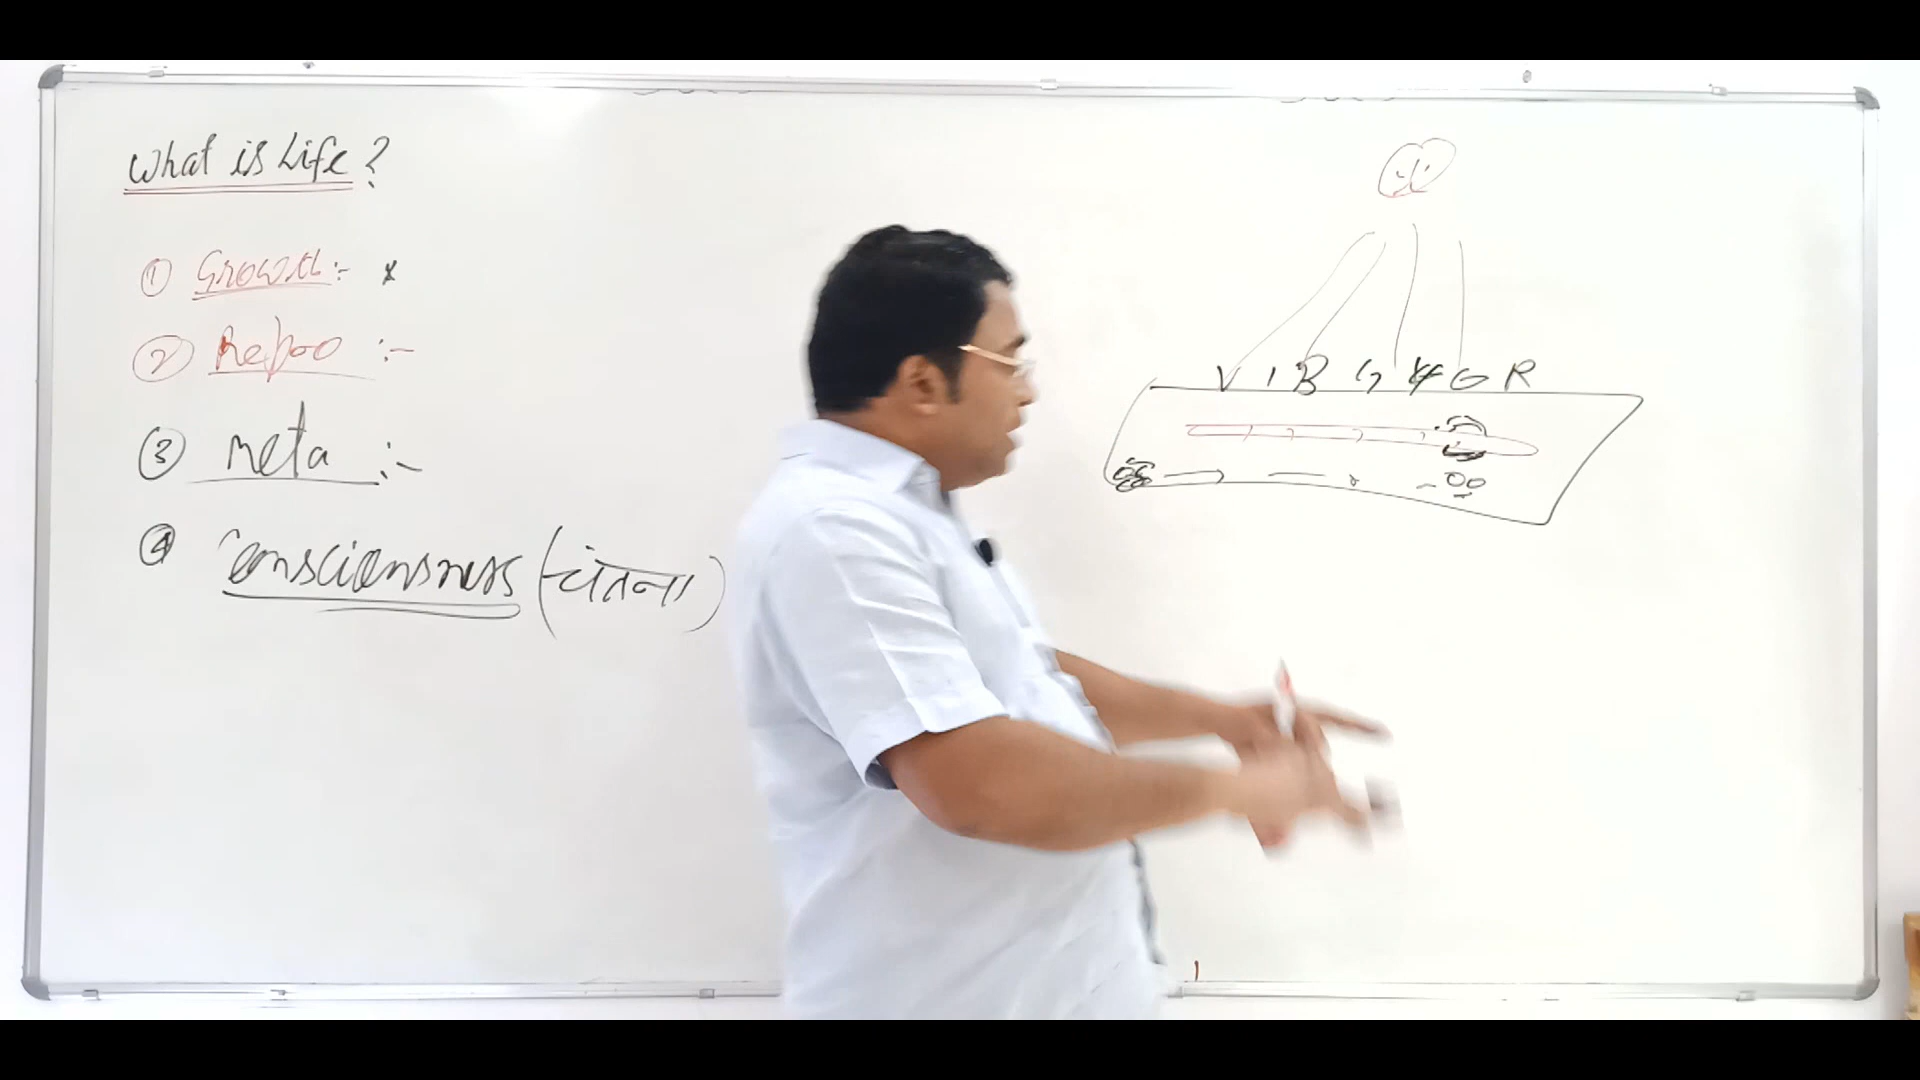 What is Life?
① Growth:- x
② Repro :-
③ Meta :-
④ Consciousness (चेतना)
V I B G Y O R